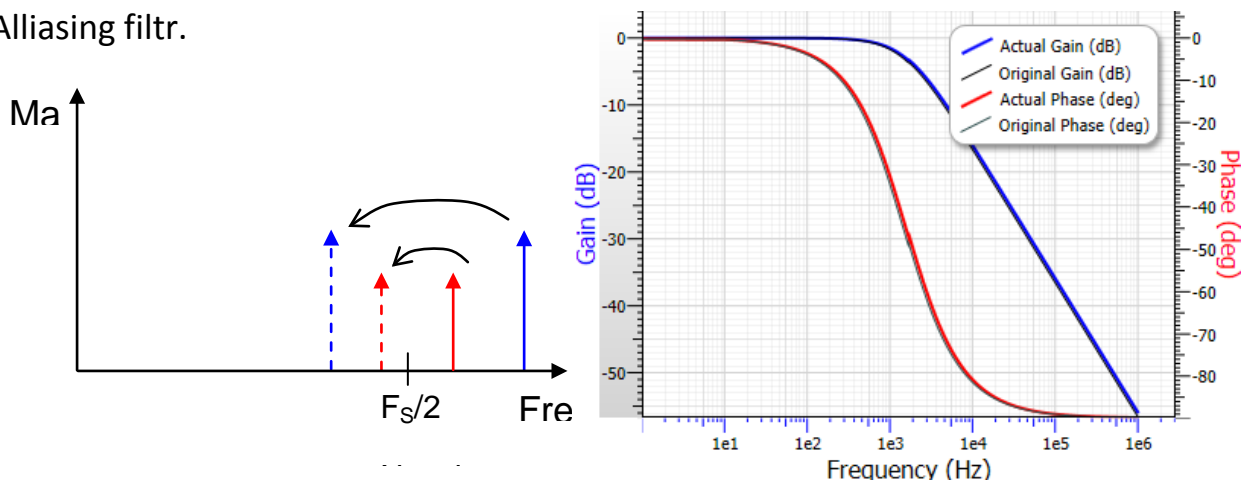 Alliasing filtr.
Ma
F_S/2
Fre
Actual Gain (dB)
Original Gain (dB)
Actual Phase (deg)
Original Phase (deg)
Gain (dB)
0
-10
-20
-30
-40
-50
0
-10
-20
-30
-40
-50
-60
-70
-80
Phase (deg)
1e1 1e2 1e3 1e4 1e5 1e6
Frequency (Hz)